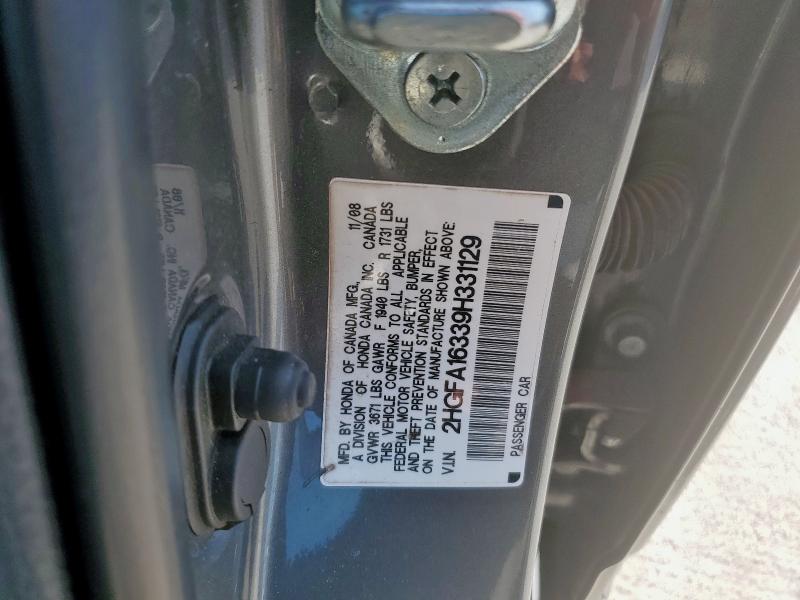 MFD. BY HONDA OF CANADA MFG., 11/08
A DIVISION OF HONDA CANADA INC. CANADA
GVWR 3671 LBS GAWR F 1940 LBS R 1731 LBS
THIS VEHICLE CONFORMS TO ALL APPLICABLE
FEDERAL MOTOR VEHICLE SAFETY, BUMPER,
AND THEFT PREVENTION STANDARDS IN EFFECT
ON THE DATE OF MANUFACTURE SHOWN ABOVE.
V.I.N. 2HGFA16339H331129
PASSENGER CAR